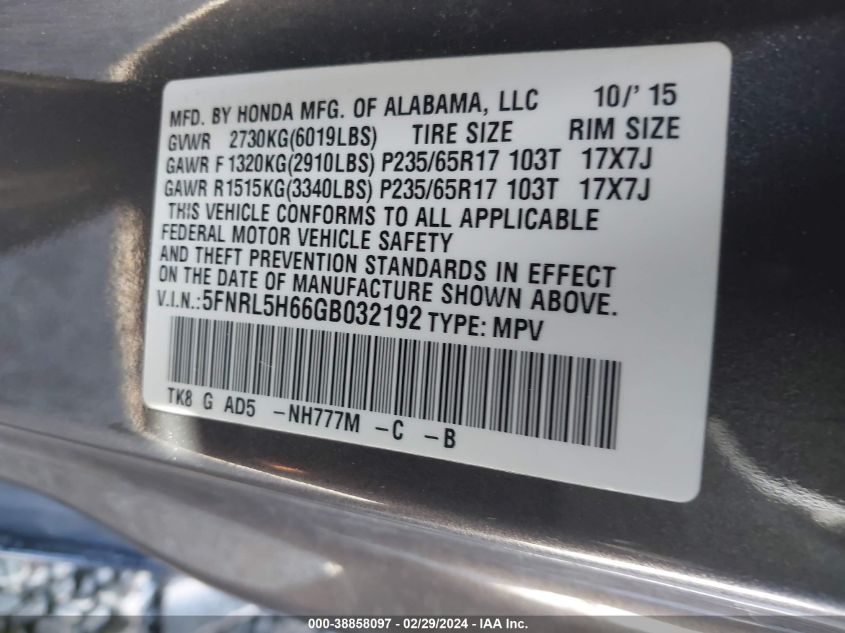 MFD. BY HONDA MFG. OF ALABAMA, LLC 10/' 15
GVWR 2730KG(6019LBS) TIRE SIZE RIM SIZE
GAWR F 1320KG(2910LBS) P235/65R17 103T 17X7J
GAWR R1515KG(3340LBS) P235/65R17 103T 17X7J
THIS VEHICLE CONFORMS TO ALL APPLICABLE
FEDERAL MOTOR VEHICLE SAFETY
AND THEFT PREVENTION STANDARDS IN EFFECT
ON THE DATE OF MANUFACTURE SHOWN ABOVE.
V.I.N.:5FNRL5H66GB032192 TYPE: MPV
TK8 G AD5 -NH777M -C -B
000-38858097 - 02/29/2024 - IAA Inc.